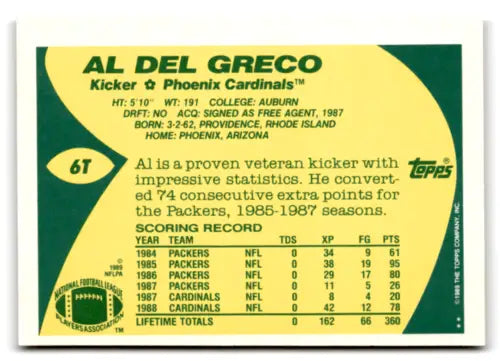 AL DEL GRECO
Kicker ✪ Phoenix Cardinals™
HT: 5'10" WT: 191 COLLEGE: AUBURN
DRFT: NO ACQ: SIGNED AS FREE AGENT, 1987
BORN: 3-2-62, PROVIDENCE, RHODE ISLAND
HOME: PHOENIX, ARIZONA
6T
Al is a proven veteran kicker with
impressive statistics. He convert-
ed 74 consecutive extra points for
the Packers, 1985-1987 seasons.
topps®
SCORING RECORD
YEAR TEAM TDS XP FG PTS
1984 PACKERS NFL 0 34 9 61
1985 PACKERS NFL 0 38 19 95
1986 PACKERS NFL 0 29 17 80
1987 PACKERS NFL 0 11 5 26
1987 CARDINALS NFL 0 8 4 20
1988 CARDINALS NFL 0 42 12 78
LIFETIME TOTALS 0 162 66 360
©
1989
NFLPA
NATIONAL FOOTBALL LEAGUE
PLAYERS ASSOCIATION
™
©1989 THE TOPPS COMPANY, INC.
**